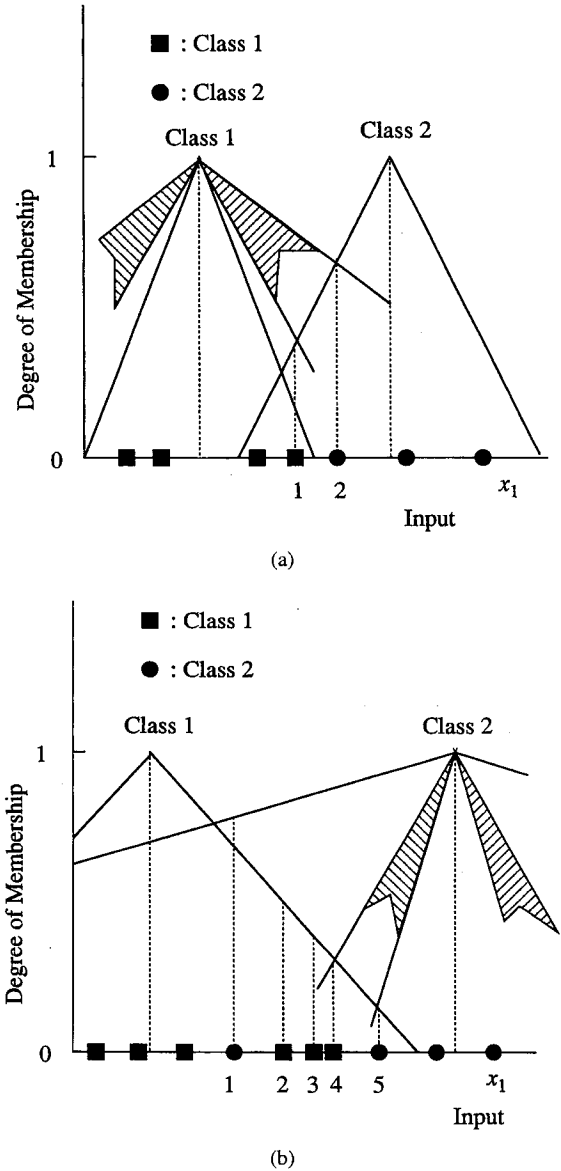 ■ : Class 1
● : Class 2
Class 1
Class 2
1
Degree of Membership
0
1
2
x₁
Input
(a)
■ : Class 1
● : Class 2
Class 1
Class 2
1
Degree of Membership
0
1
2
3
4
5
x₁
Input
(b)